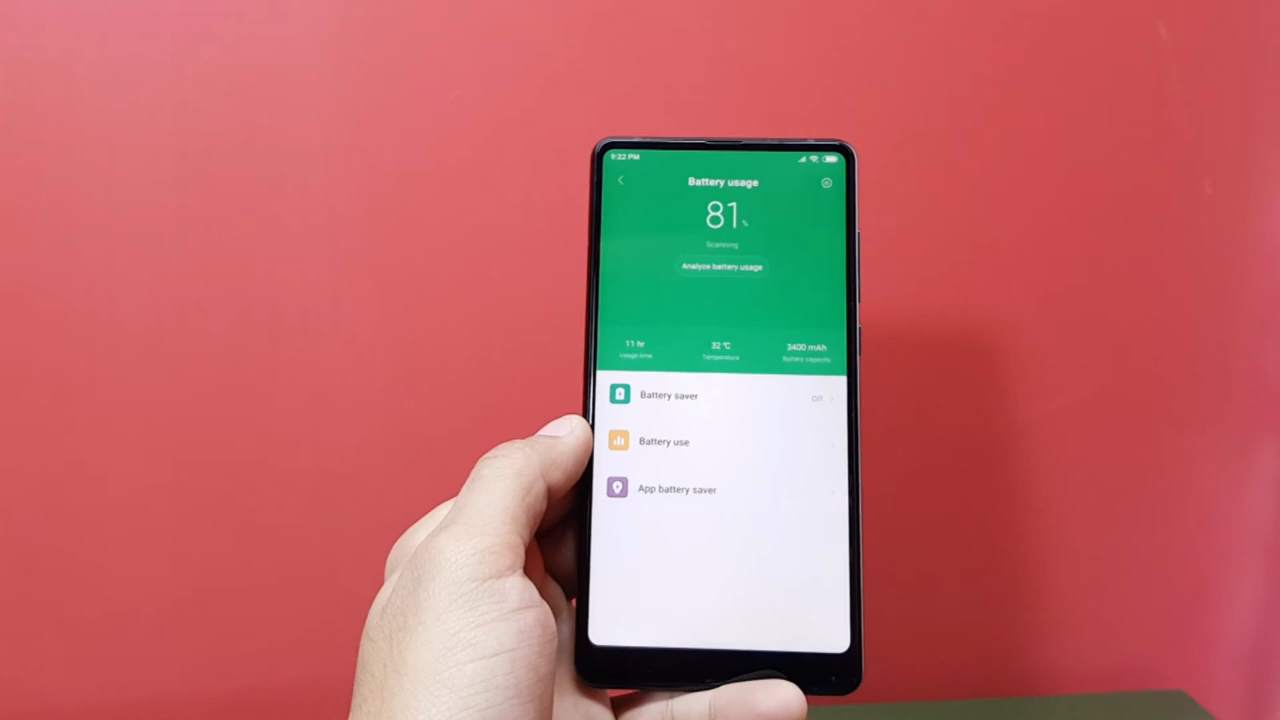 9:22 PM
Battery usage
81%
Scanning
Analyze battery usage
11 hr 32 ℃ 3400 mAh
Usage time Temperature Battery capacity
Battery saver Off
Battery use
App battery saver